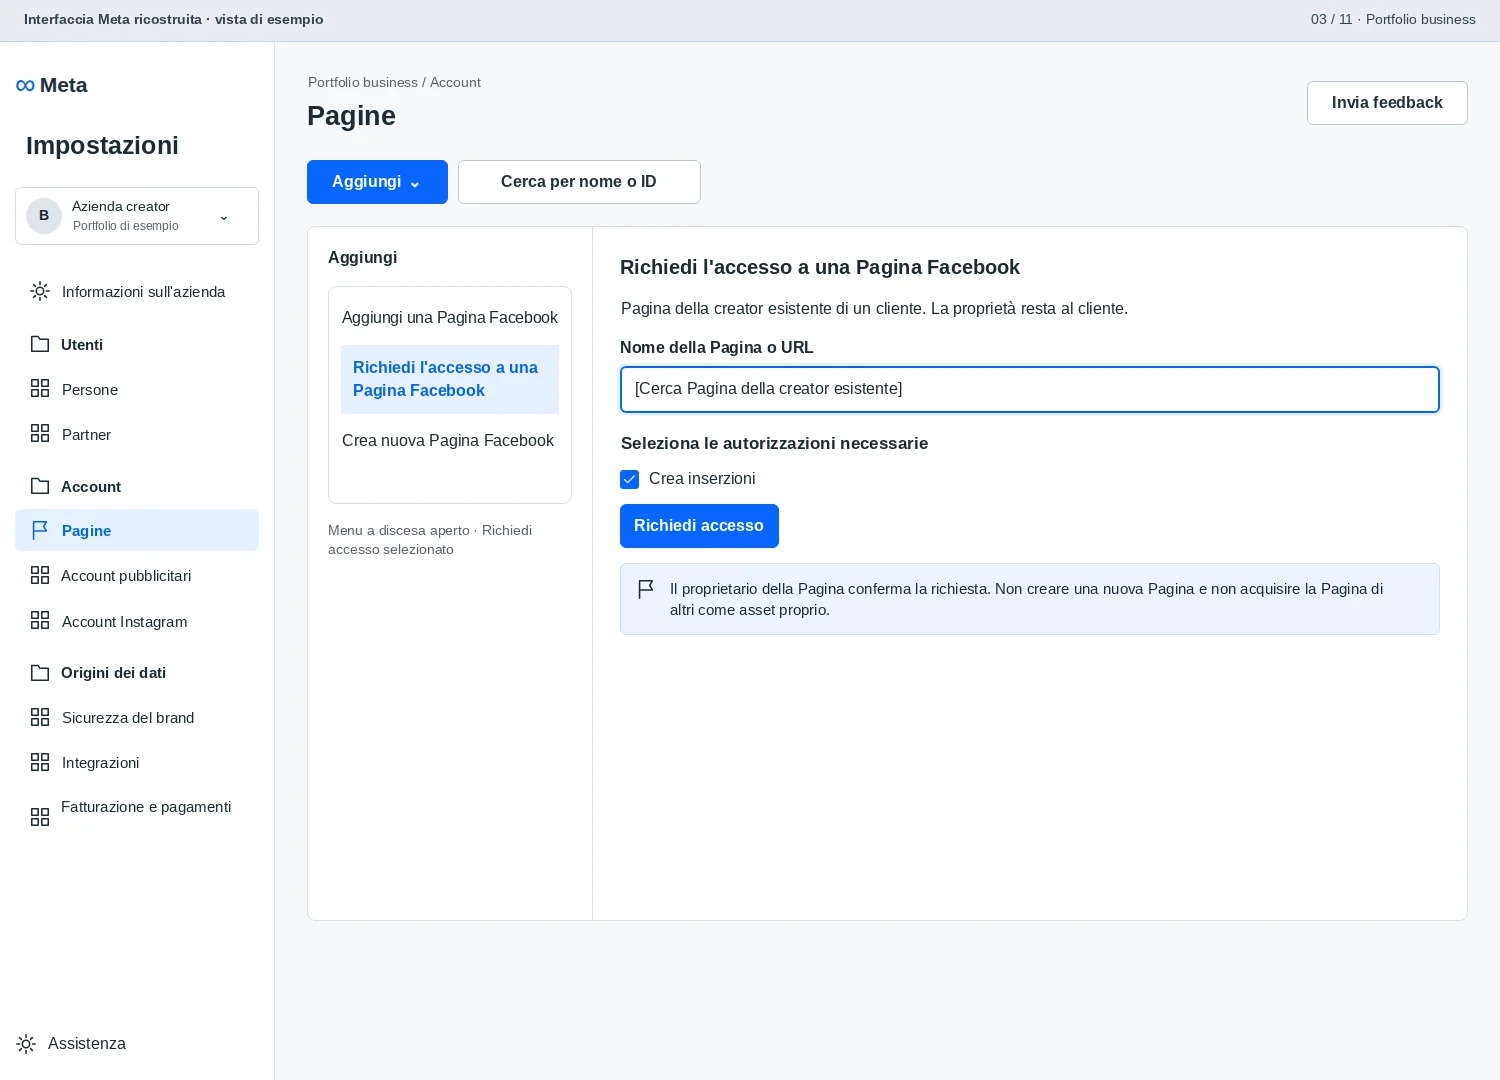 Interfaccia Meta ricostruita · vista di esempio
03 / 11 · Portfolio business
Meta
Impostazioni
B
Azienda creator
Portfolio di esempio
Informazioni sull'azienda
Utenti
Persone
Partner
Account
Pagine
Account pubblicitari
Account Instagram
Origini dei dati
Sicurezza del brand
Integrazioni
Fatturazione e pagamenti
Assistenza
Portfolio business / Account
Pagine
Invia feedback
Aggiungi
Cerca per nome o ID
Aggiungi
Aggiungi una Pagina Facebook
Richiedi l'accesso a una
Pagina Facebook
Crea nuova Pagina Facebook
Menu a discesa aperto · Richiedi
accesso selezionato
Richiedi l'accesso a una Pagina Facebook
Pagina della creator esistente di un cliente. La proprietà resta al cliente.
Nome della Pagina o URL
[Cerca Pagina della creator esistente]
Seleziona le autorizzazioni necessarie
Crea inserzioni
Richiedi accesso
Il proprietario della Pagina conferma la richiesta. Non creare una nuova Pagina e non acquisire la Pagina di
altri come asset proprio.